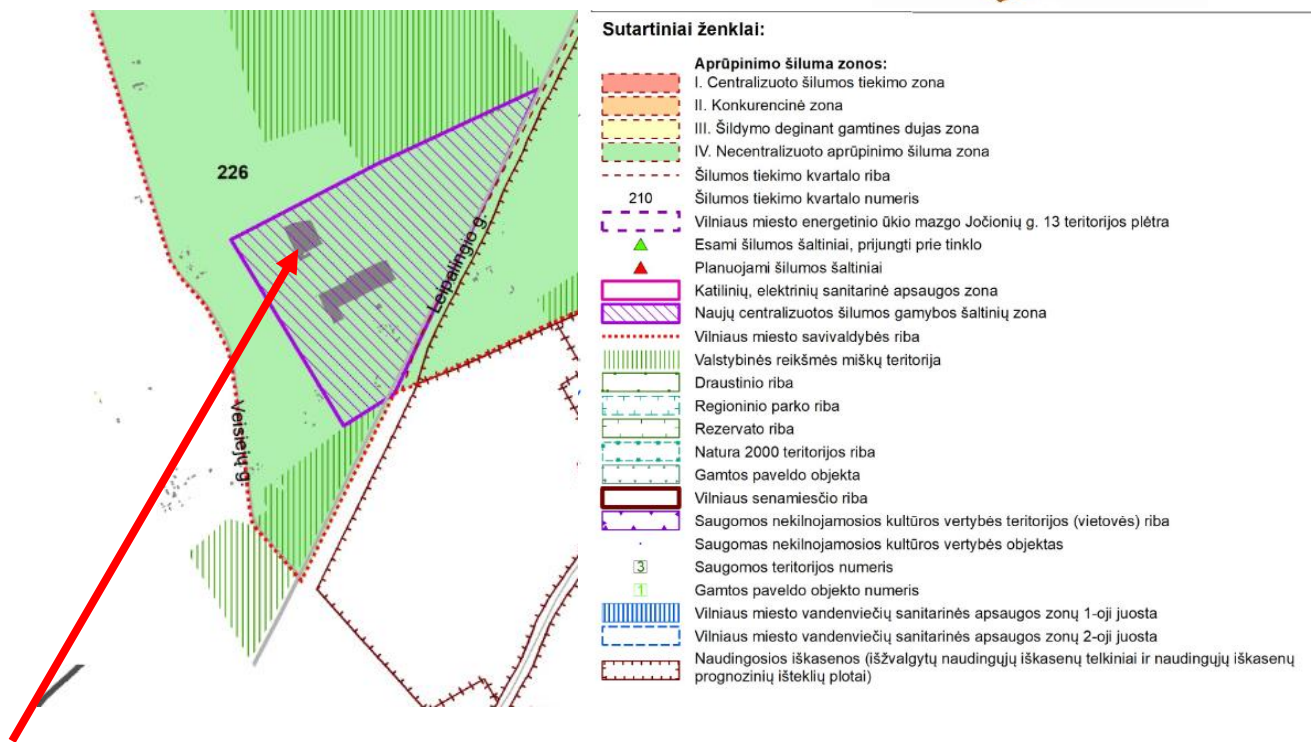 226
Leipalingio g.
Veisiejų g.
Sutartiniai ženklai:
Aprūpinimo šiluma zonos:
I. Centralizuoto šilumos tiekimo zona
II. Konkurencinė zona
III. Šildymo deginant gamtines dujas zona
IV. Necentralizuoto aprūpinimo šiluma zona
Šilumos tiekimo kvartalo riba
210 Šilumos tiekimo kvartalo numeris
Vilniaus miesto energetinio ūkio mazgo Jočionių g. 13 teritorijos plėtra
Esami šilumos šaltiniai, prijungti prie tinklo
Planuojami šilumos šaltiniai
Katilinių, elektrinių sanitarinė apsaugos zona
Naujų centralizuotos šilumos gamybos šaltinių zona
Vilniaus miesto savivaldybės riba
Valstybinės reikšmės miškų teritorija
Draustinio riba
Regioninio parko riba
Rezervato riba
Natura 2000 teritorijos riba
Gamtos paveldo objekta
Vilniaus senamiesčio riba
Saugomos nekilnojamosios kultūros vertybės teritorijos (vietovės) riba
Saugomas nekilnojamosios kultūros vertybės objektas
3 Saugomos teritorijos numeris
1 Gamtos paveldo objekto numeris
Vilniaus miesto vandenviečių sanitarinės apsaugos zonų 1-oji juosta
Vilniaus miesto vandenviečių sanitarinės apsaugos zonų 2-oji juosta
Naudingosios iškasenos (išžvalgytų naudingųjų iškasenų telkiniai ir naudingųjų iškasenų
prognozinių išteklių plotai)